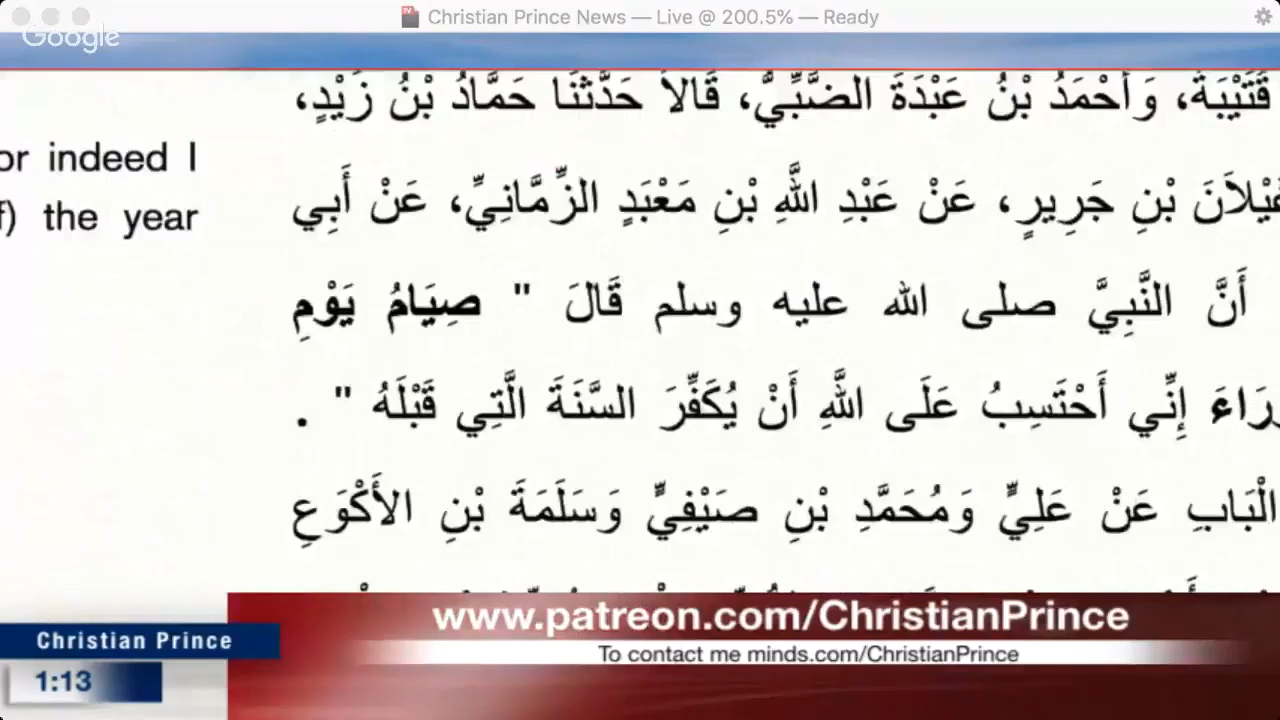 Christian Prince News — Live @ 200.5% — Ready
Google
قُتَيْبَةُ، وَأَحْمَدُ بْنُ عَبْدَةَ الضَّبِّيُّ، قَالاَ حَدَّثَنَا حَمَّادُ بْنُ زَيْدٍ،
غَيْلاَنَ بْنِ جَرِيرٍ، عَنْ عَبْدِ اللَّهِ بْنِ مَعْبَدٍ الزِّمَّانِيِّ، عَنْ أَبِي
أَنَّ النَّبِيَّ صلى الله عليه وسلم قَالَ " صِيَامُ يَوْمِ
إِنِّي أَحْتَسِبُ عَلَى اللَّهِ أَنْ يُكَفِّرَ السَّنَةَ الَّتِي قَبْلَهُ " .
الْبَابِ عَنْ عَلِيٍّ وَمُحَمَّدِ بْنِ صَيْفِيٍّ وَسَلَمَةَ بْنِ الأَكْوَعِ
or indeed I
f) the year
www.patreon.com/ChristianPrince
To contact me minds.com/ChristianPrince
Christian Prince
1:13